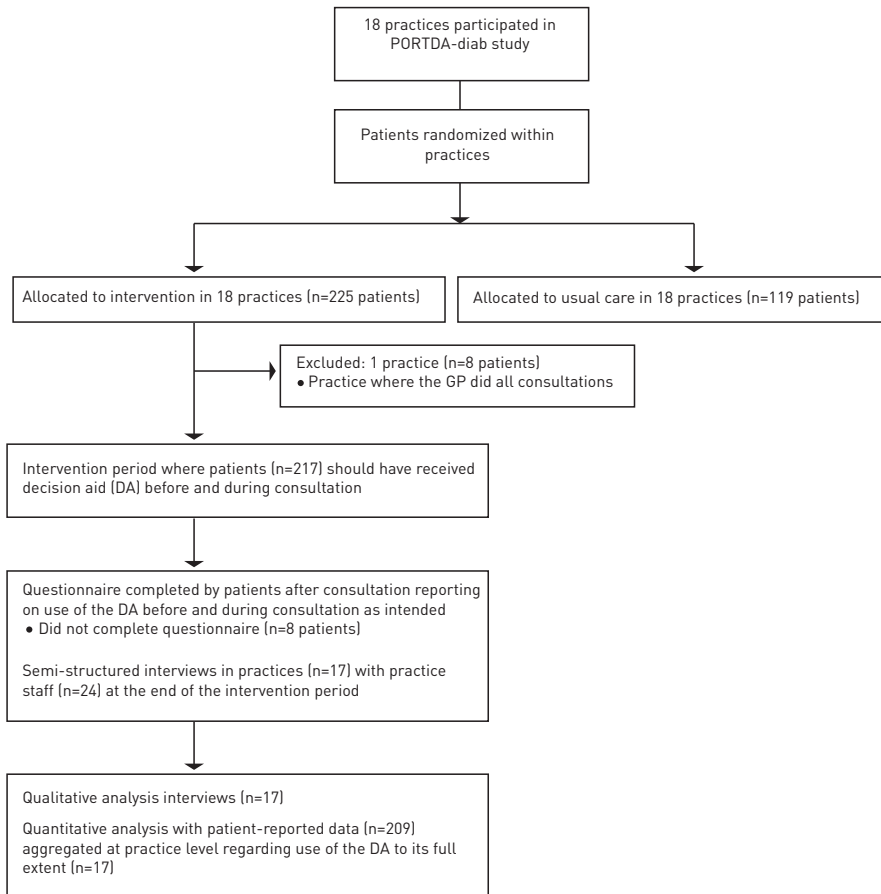 18 practices participated in
PORTDA-diab study
Patients randomized within
practices
Allocated to intervention in 18 practices (n=225 patients)
Allocated to usual care in 18 practices (n=119 patients)
Excluded: 1 practice (n=8 patients)
• Practice where the GP did all consultations
Intervention period where patients (n=217) should have received
decision aid (DA) before and during consultation
Questionnaire completed by patients after consultation reporting
on use of the DA before and during consultation as intended
• Did not complete questionnaire (n=8 patients)
Semi-structured interviews in practices (n=17) with practice
staff (n=24) at the end of the intervention period
Qualitative analysis interviews (n=17)
Quantitative analysis with patient-reported data (n=209)
aggregated at practice level regarding use of the DA to its full
extent (n=17)